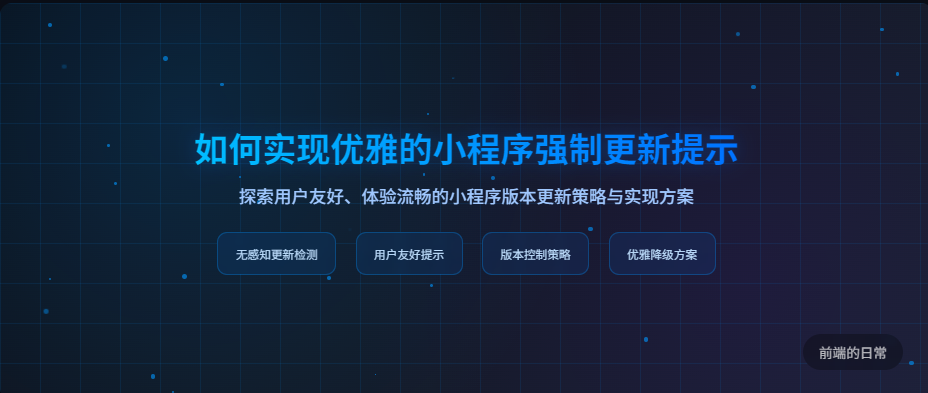 如何实现优雅的小程序强制更新提示
探索用户友好、体验流畅的小程序版本更新策略与实现方案
无感知更新检测
用户友好提示
版本控制策略
优雅降级方案
前端的日常